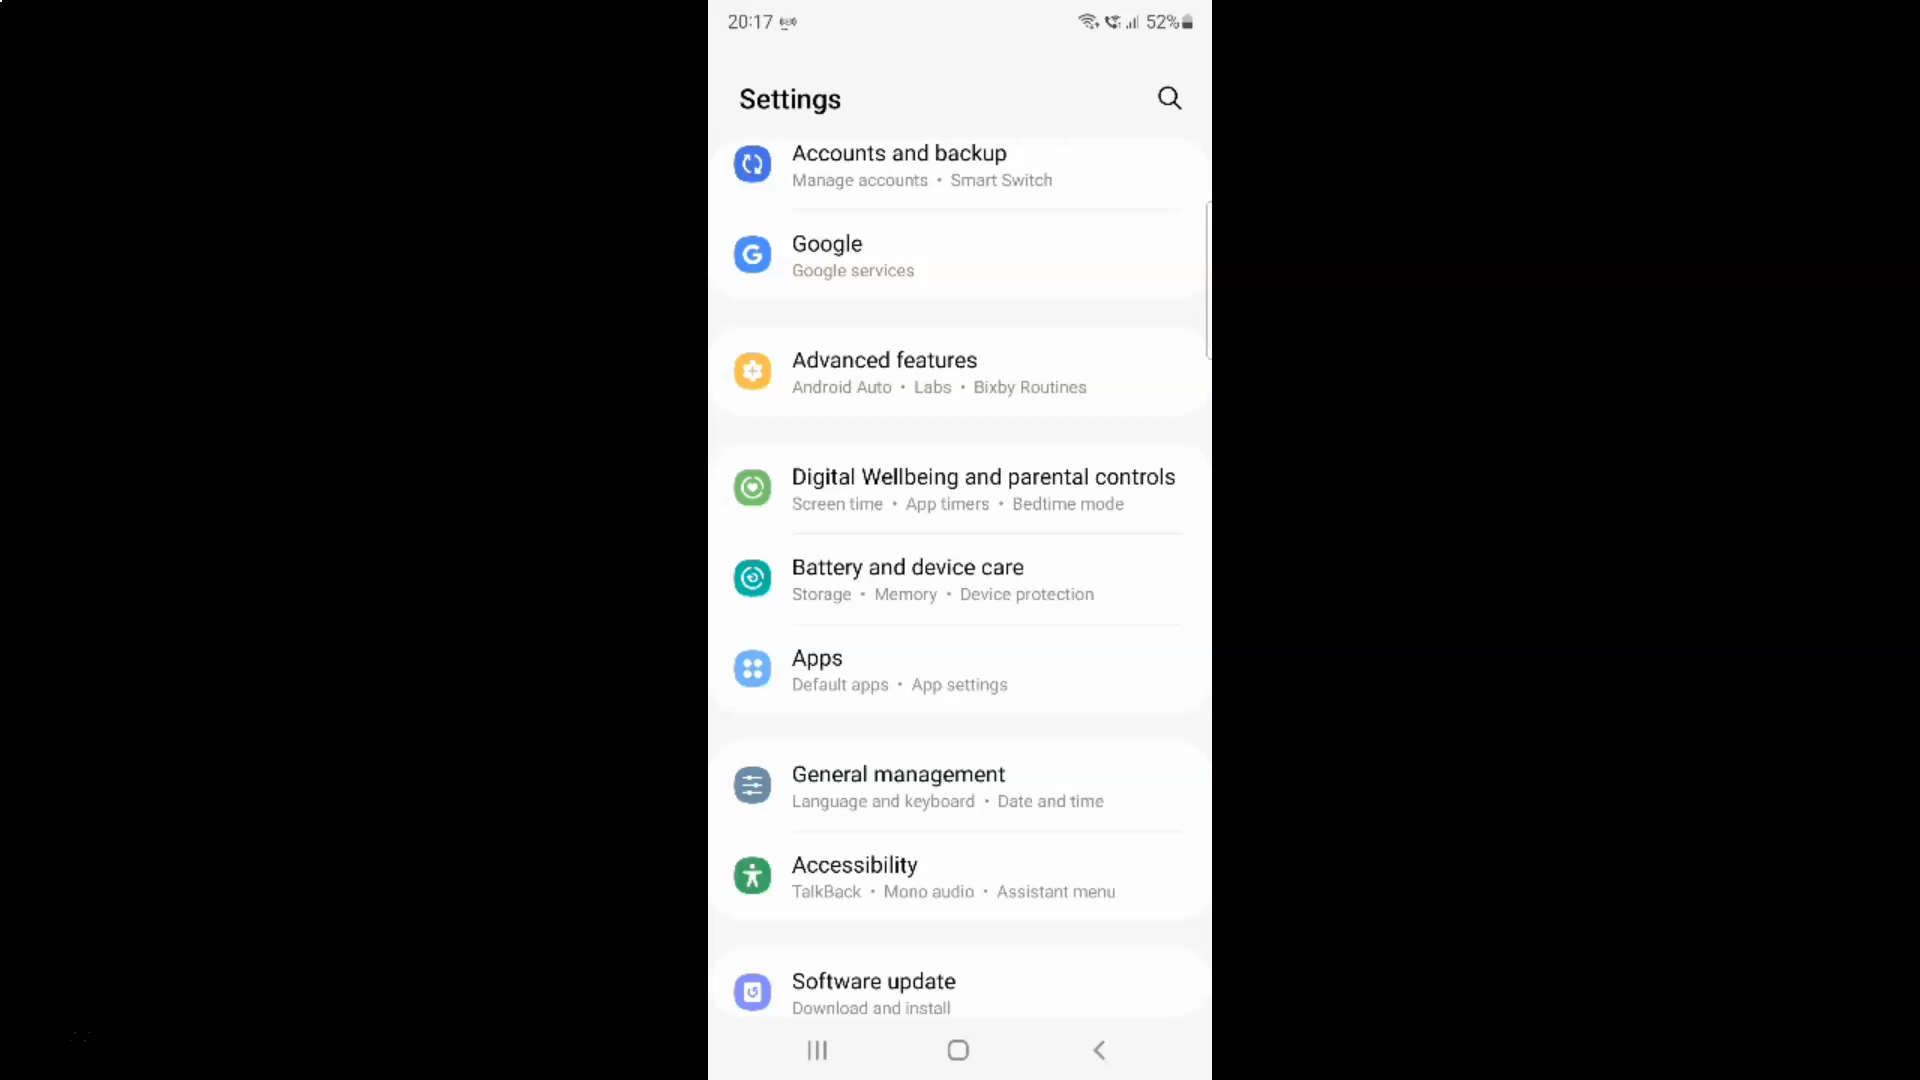 20:17
52%
Settings
Accounts and backup
Manage accounts • Smart Switch
Google
Google services
Advanced features
Android Auto • Labs • Bixby Routines
Digital Wellbeing and parental controls
Screen time • App timers • Bedtime mode
Battery and device care
Storage • Memory • Device protection
Apps
Default apps • App settings
General management
Language and keyboard • Date and time
Accessibility
TalkBack • Mono audio • Assistant menu
Software update
Download and install